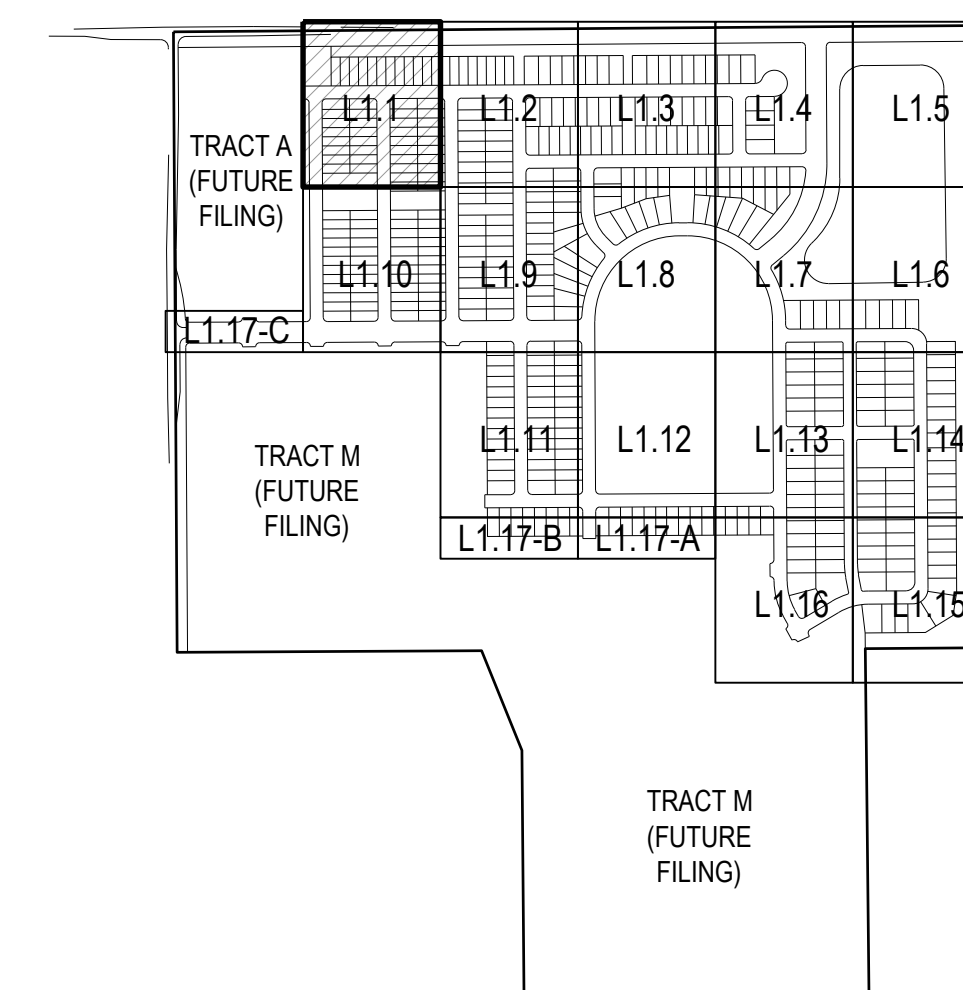 L1.1
L1.2
L1.3
L1.4
L1.5
TRACT A
(FUTURE
FILING)
L1.10
L1.9
L1.8
L1.7
L1.6
L1.17-C
TRACT M
(FUTURE
FILING)
L1.11
L1.12
L1.13
L1.14
L1.17-B
L1.17-A
L1.16
L1.15
TRACT M
(FUTURE
FILING)